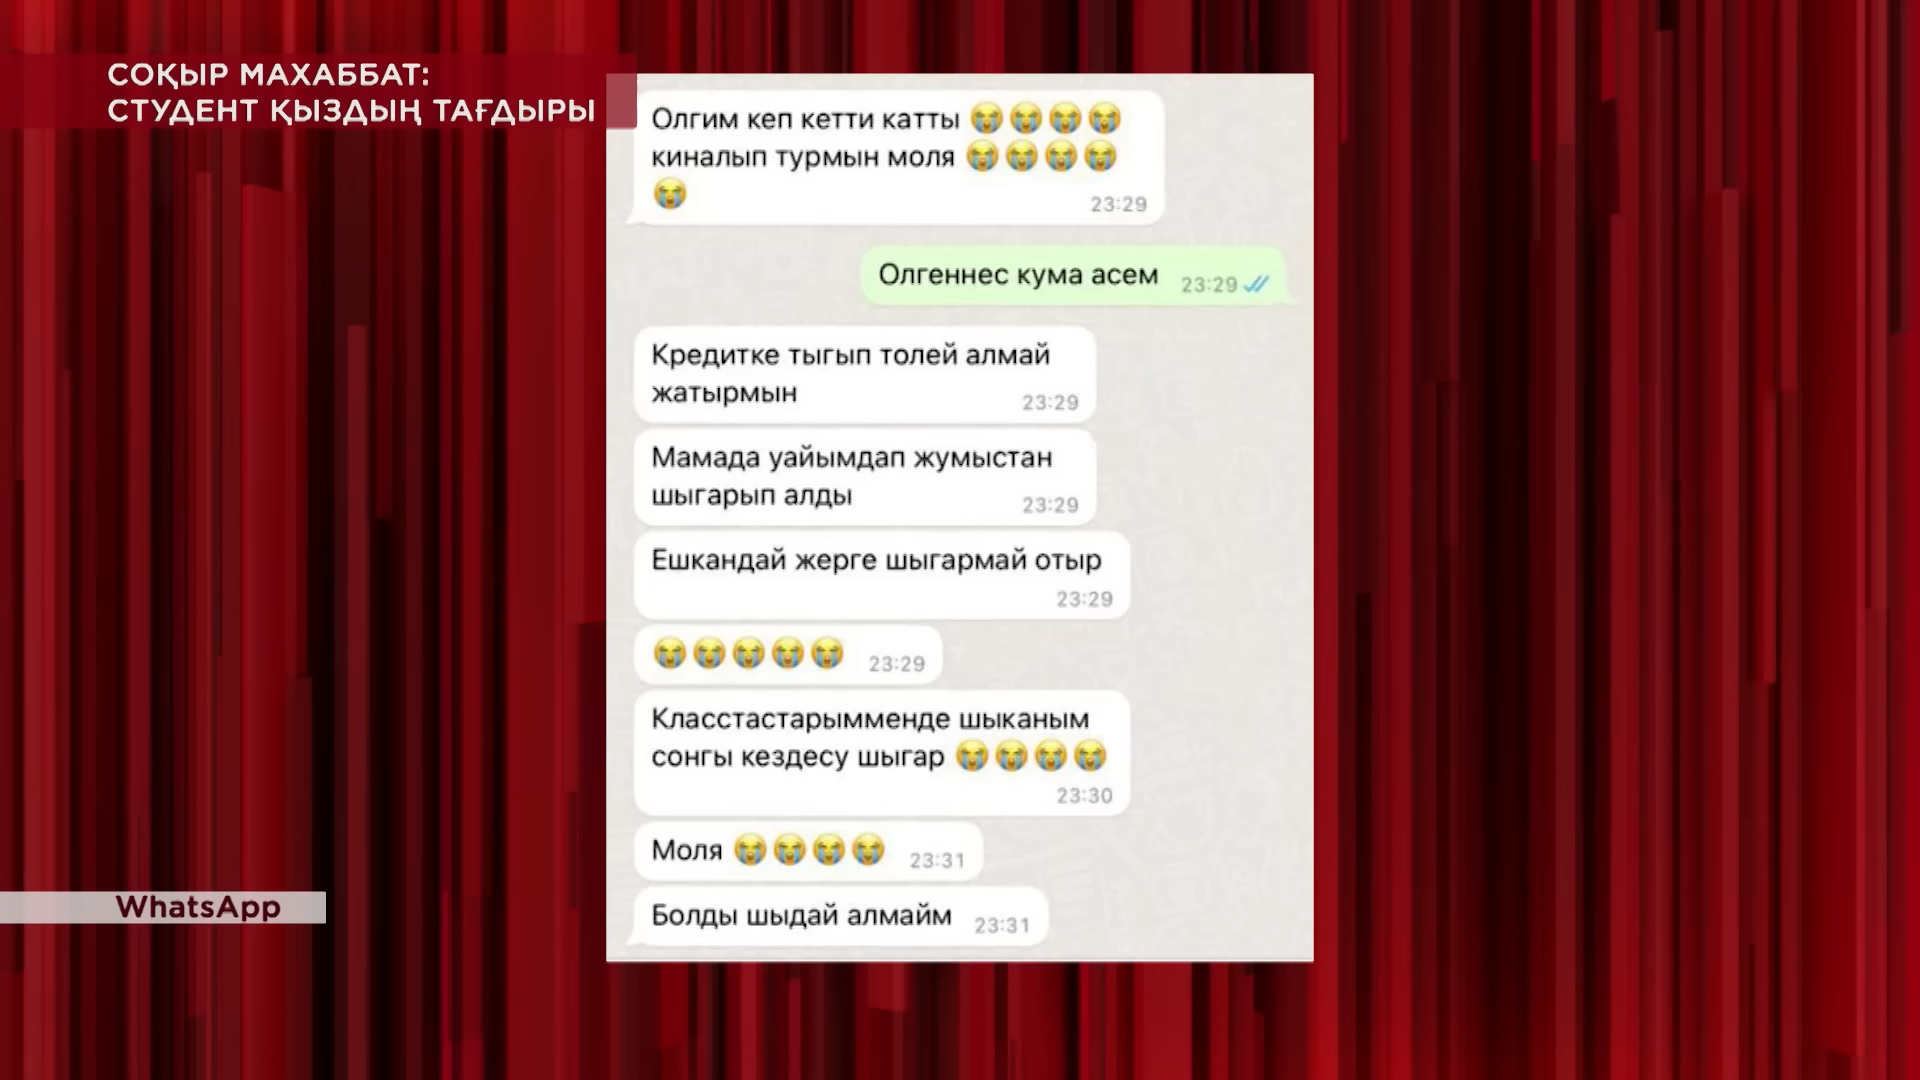 СОҚЫР МАХАББАТ:
СТУДЕНТ ҚЫЗДЫҢ ТАҒДЫРЫ
Олгим кеп кетти катты 😭😭😭😭
киналып турмын моля 😭😭😭😭
😭
23:29
Олгеннес кума асем 23:29
Кредитке тыгып толей алмай
жатырмын 23:29
Мамада уайымдап жумыстан
шыгарып алды 23:29
Ешкандай жерге шыгармай отыр
23:29
😭😭😭😭😭 23:29
Класстастарымменде шыканым
сонгы кездесу шыгар 😭😭😭😭
23:30
Моля 😭😭😭😭 23:31
Болды шыдай алмайм 23:31
WhatsApp